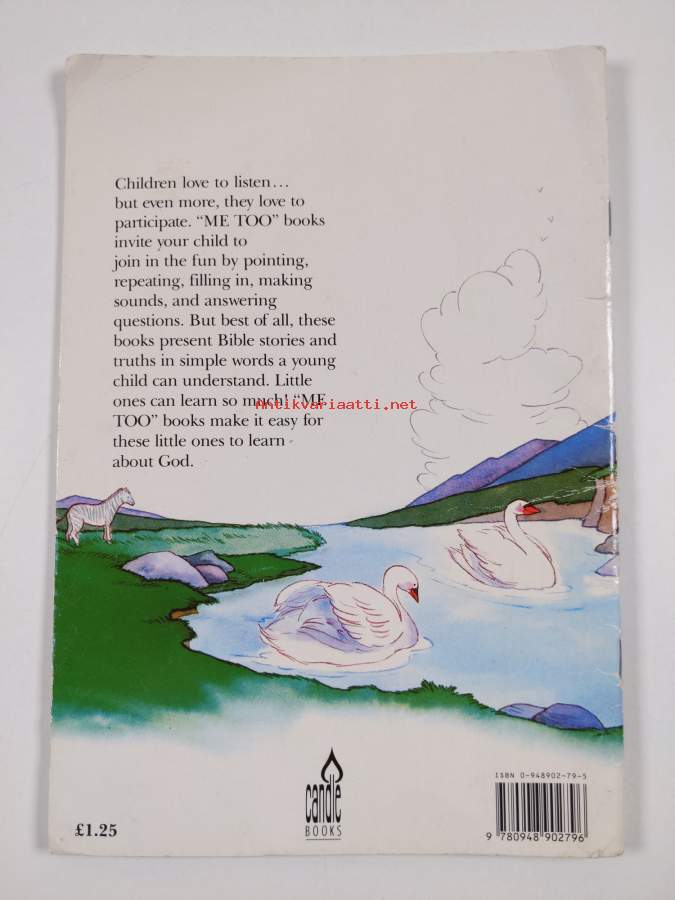 Children love to listen…
but even more, they love to
participate. “ME TOO” books
invite your child to
join in the fun by pointing,
repeating, filling in, making
sounds, and answering
questions. But best of all, these
books present Bible stories and
truths in simple words a young
child can understand. Little
ones can learn so much! “ME
antikvariaatti.net
TOO” books make it easy for
these little ones to learn
about God.
candle
BOOKS
£1.25
ISBN 0-948902-79-5
9 780948 902796